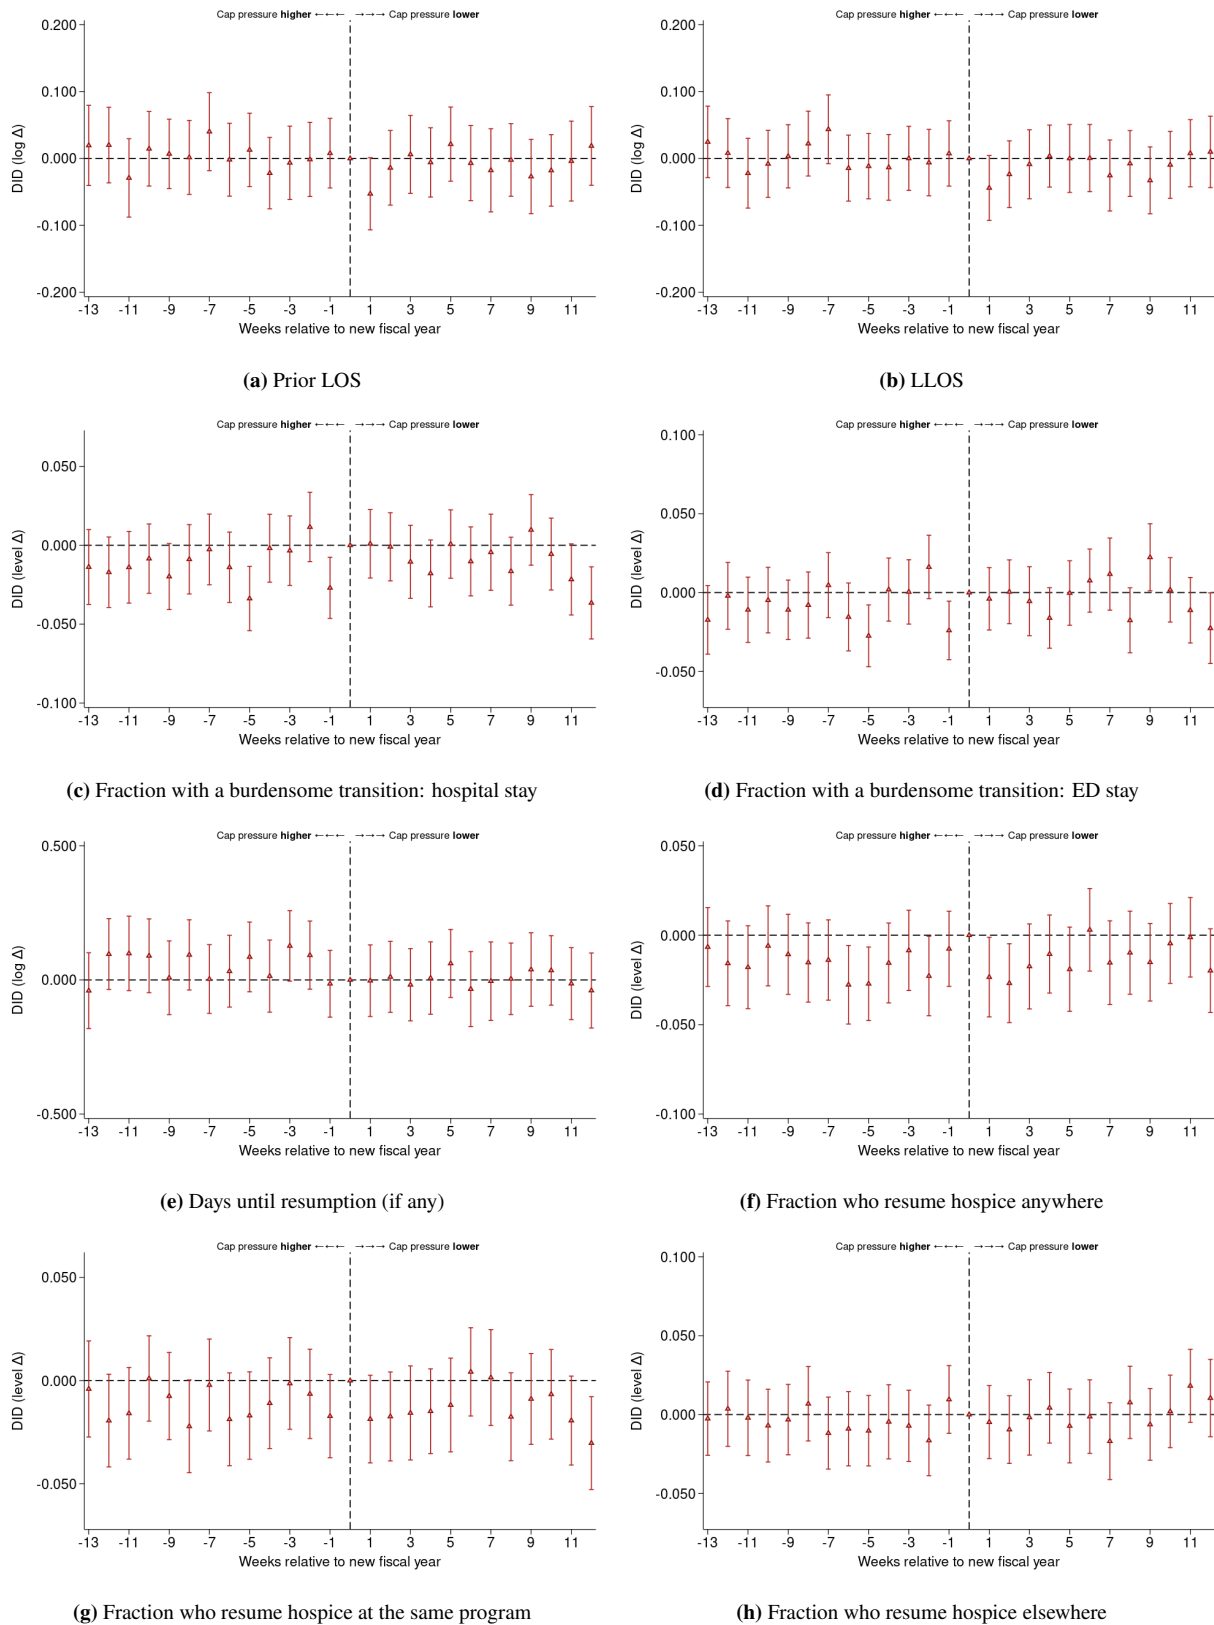 Cap pressure higher ←←← →→→ Cap pressure lower
Cap pressure higher ←←← →→→ Cap pressure lower
0.200
0.100
0.000
-0.100
-0.200
DID (log Δ)
-13 -11 -9 -7 -5 -3 -1 1 3 5 7 9 11
Weeks relative to new fiscal year
(a) Prior LOS
0.200
0.100
0.000
-0.100
-0.200
DID (log Δ)
-13 -11 -9 -7 -5 -3 -1 1 3 5 7 9 11
Weeks relative to new fiscal year
(b) LLOS
Cap pressure higher ←←← →→→ Cap pressure lower
0.050
0.000
-0.050
-0.100
DID (level Δ)
-13 -11 -9 -7 -5 -3 -1 1 3 5 7 9 11
Weeks relative to new fiscal year
(c) Fraction with a burdensome transition: hospital stay
Cap pressure higher ←←← →→→ Cap pressure lower
0.100
0.050
0.000
-0.050
DID (level Δ)
-13 -11 -9 -7 -5 -3 -1 1 3 5 7 9 11
Weeks relative to new fiscal year
(d) Fraction with a burdensome transition: ED stay
Cap pressure higher ←←← →→→ Cap pressure lower
0.500
0.000
-0.500
DID (log Δ)
-13 -11 -9 -7 -5 -3 -1 1 3 5 7 9 11
Weeks relative to new fiscal year
(e) Days until resumption (if any)
Cap pressure higher ←←← →→→ Cap pressure lower
0.050
0.000
-0.050
-0.100
DID (level Δ)
-13 -11 -9 -7 -5 -3 -1 1 3 5 7 9 11
Weeks relative to new fiscal year
(f) Fraction who resume hospice anywhere
Cap pressure higher ←←← →→→ Cap pressure lower
0.050
0.000
-0.050
DID (level Δ)
-13 -11 -9 -7 -5 -3 -1 1 3 5 7 9 11
Weeks relative to new fiscal year
(g) Fraction who resume hospice at the same program
Cap pressure higher ←←← →→→ Cap pressure lower
0.100
0.050
0.000
-0.050
DID (level Δ)
-13 -11 -9 -7 -5 -3 -1 1 3 5 7 9 11
Weeks relative to new fiscal year
(h) Fraction who resume hospice elsewhere